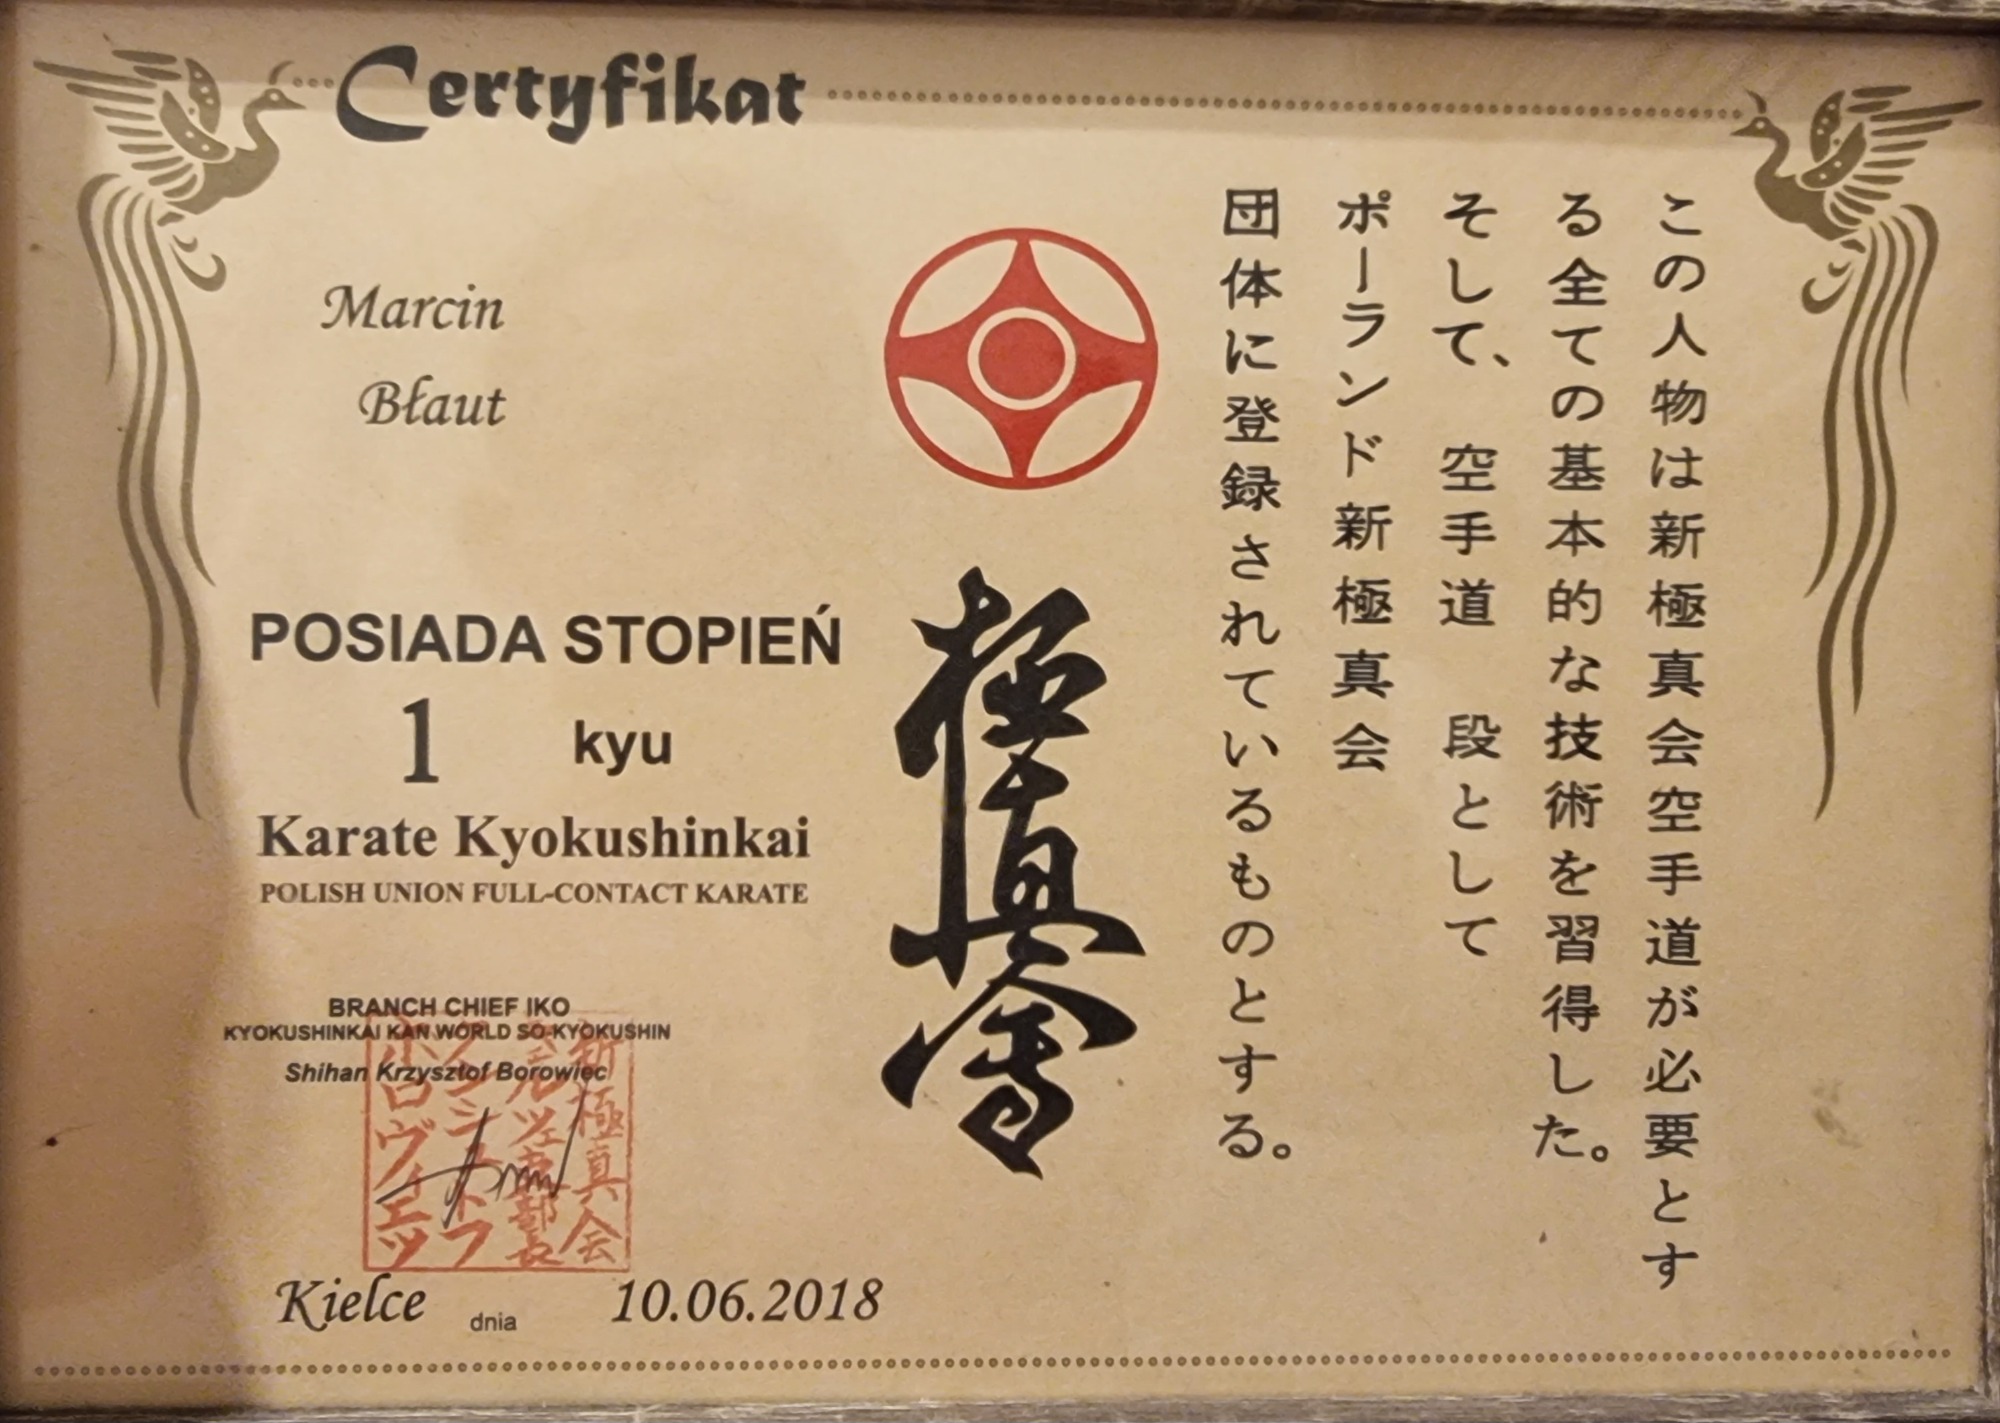 Certyfikat
Marcin
Błaut
POSIADA STOPIEŃ
1 kyu
Karate Kyokushinkai
POLISH UNION FULL-CONTACT KARATE
BRANCH CHIEF IKO
KYOKUSHINKAI KAN WORLD SO-KYOKUSHIN
Shihan Krzysztof Borowiec
新極真会
Kielce dnia 10.06.2018
極真會
この人物は新極真会空手道が必要とす
る全ての基本的な技術を習得した。
そして、空手道 段として
ポーランド新極真会
団体に登録されているものとする。